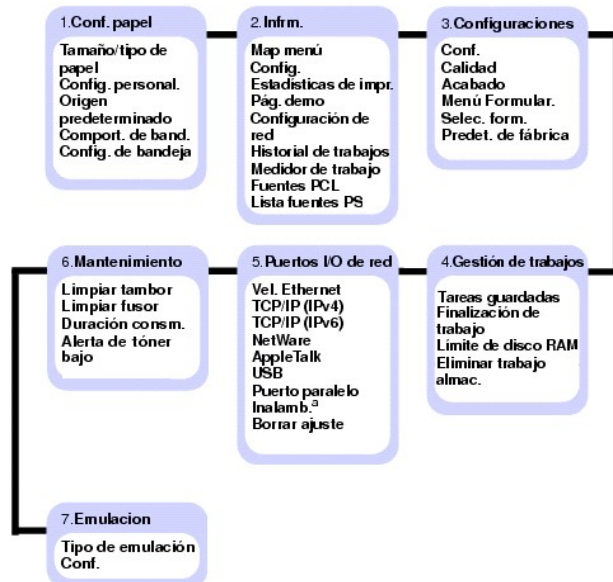 1.Conf. papel
Tamaño/tipo de
papel
Config. personal.
Origen
predeterminado
Comport. de band.
Config. de bandeja
2. Infrm.
Map menú
Config.
Estadísticas de impr.
Pág. demo
Configuración de
red
Historial de trabajos
Medidor de trabajo
Fuentes PCL
Lista fuentes PS
3.Configuraciones
Conf.
Calidad
Acabado
Menú Formular.
Selec. form.
Predet. de fábrica
4.Gestión de trabajos
Tareas guardadas
Finalización de
trabajo
Límite de disco RAM
Eliminar trabajo
almac.
5.Puertos I/O de red
Vel. Ethernet
TCP/IP (IPv4)
TCP/IP (IPv6)
NetWare
AppleTalk
USB
Puerto paralelo
Inalamb.ª
Borrar ajuste
6.Mantenimiento
Limpiar tambor
Limpiar fusor
Duración consm.
Alerta de tóner
bajo
7.Emulacion
Tipo de emulación
Conf.